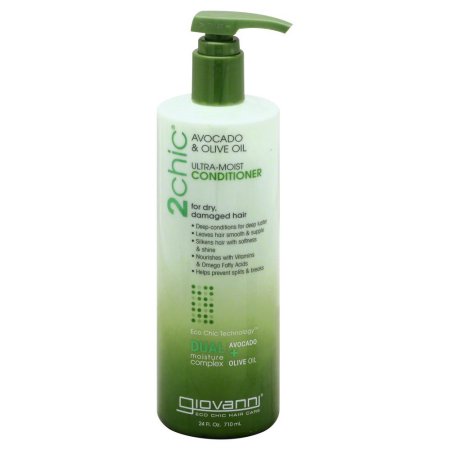 2chic®
AVOCADO
& OLIVE OIL
ULTRA-MOIST
CONDITIONER
for dry,
damaged hair
• Deep conditions for deep luster
• Leaves hair smooth & supple
• Silkens hair with softness
& shine
• Nourishes with Vitamins
& Omega Fatty Acids
• Helps prevent splits & breaks
Eco Chic Technology™
DUAL
moisture
complex
AVOCADO
+
OLIVE OIL
giovanni
ECO CHIC HAIR CARE
24 Fl. Oz. 710 mL